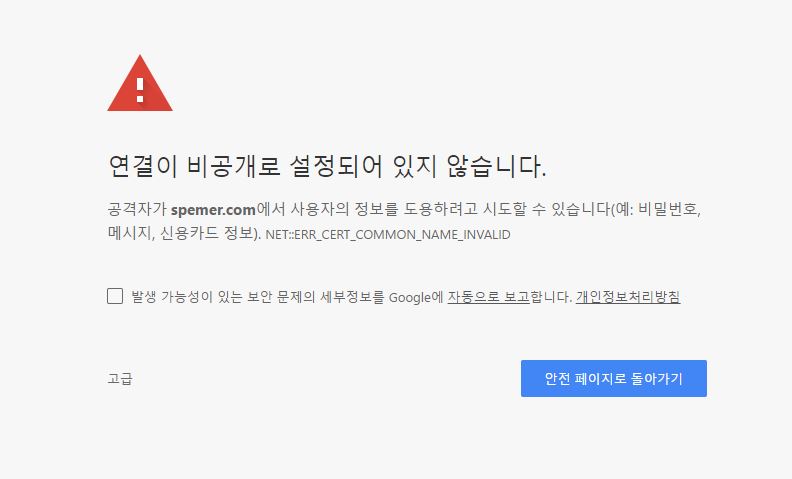 연결이 비공개로 설정되어 있지 않습니다.
공격자가 spemer.com에서 사용자의 정보를 도용하려고 시도할 수 있습니다(예: 비밀번호,
메시지, 신용카드 정보). NET::ERR_CERT_COMMON_NAME_INVALID
발생 가능성이 있는 보안 문제의 세부정보를 Google에 자동으로 보고합니다. 개인정보처리방침
고급
안전 페이지로 돌아가기